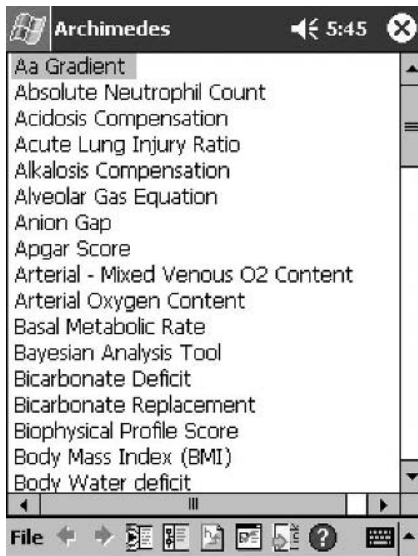 Archimedes 5:45
Aa Gradient
Absolute Neutrophil Count
Acidosis Compensation
Acute Lung Injury Ratio
Alkalosis Compensation
Alveolar Gas Equation
Anion Gap
Apgar Score
Arterial - Mixed Venous O2 Content
Arterial Oxygen Content
Basal Metabolic Rate
Bayesian Analysis Tool
Bicarbonate Deficit
Bicarbonate Replacement
Biophysical Profile Score
Body Mass Index (BMI)
Body Water deficit
File